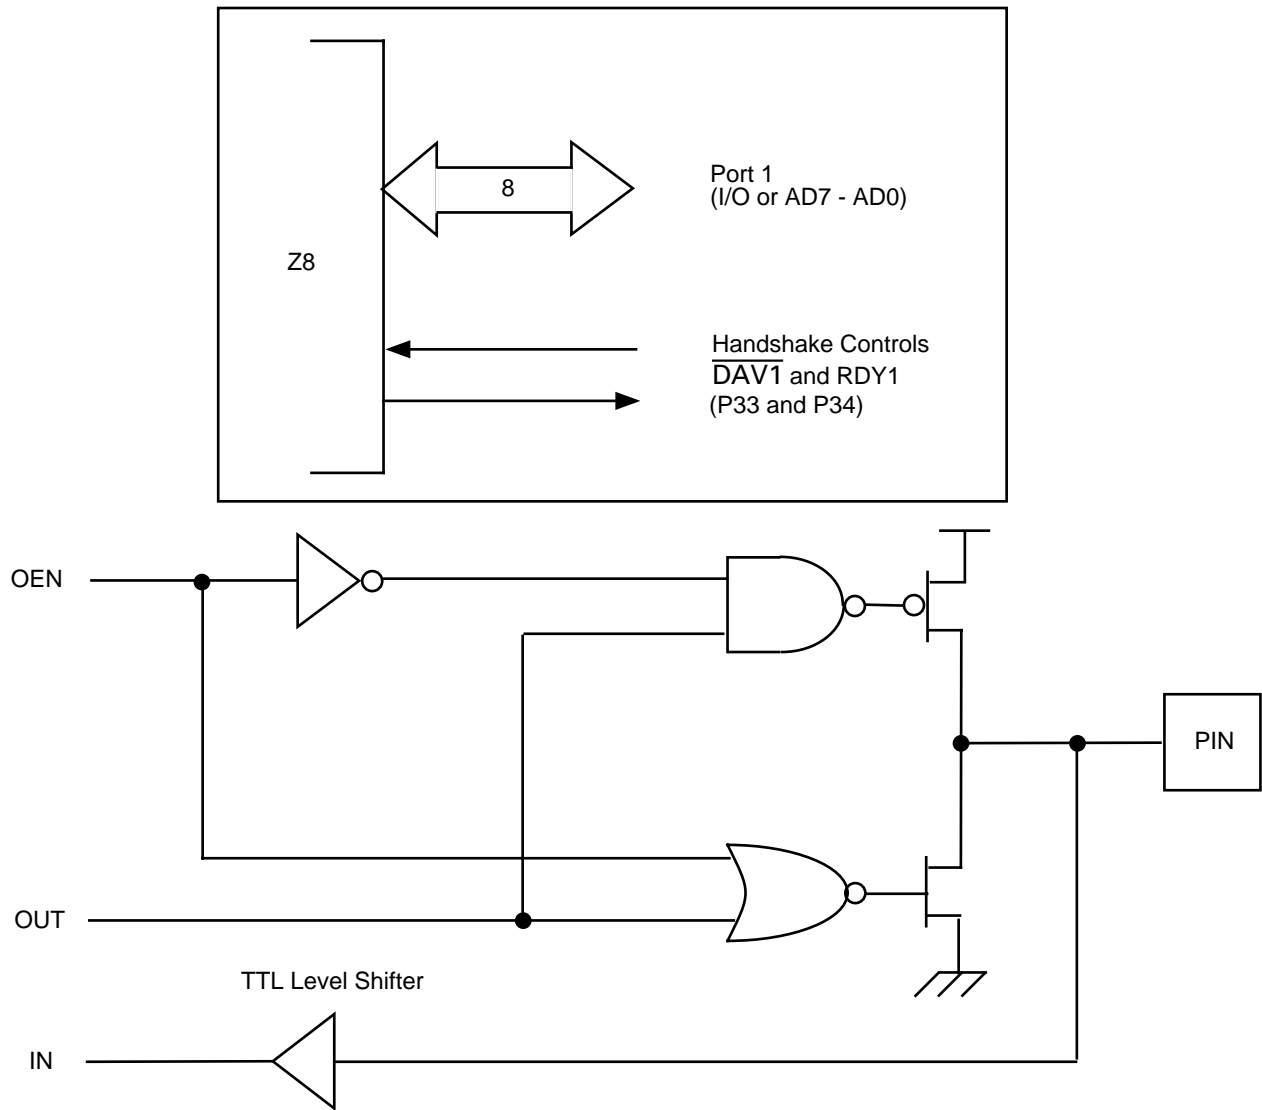 Port 1
(I/O or AD7 - AD0)
8
Z8
Handshake Controls
DAV1 and RDY1
(P33 and P34)
OEN
PIN
OUT
TTL Level Shifter
IN